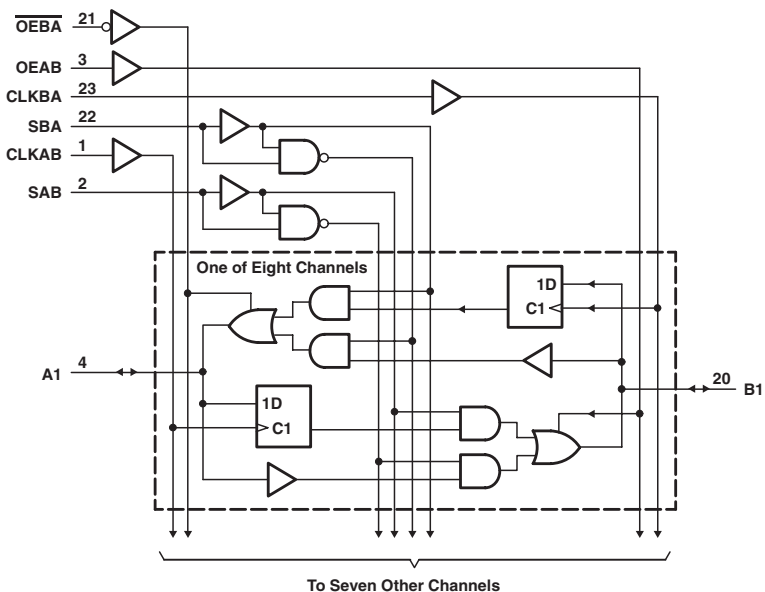 OEBA 21
OEAB 3
CLKBA 23
SBA 22
CLKAB 1
SAB 2
One of Eight Channels
1D
C1
A1 4
20 B1
1D
C1
To Seven Other Channels